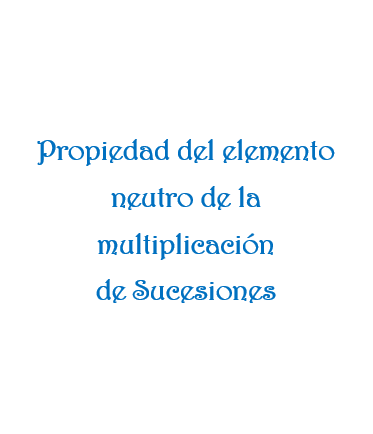 Propiedad del elemento
neutro de la
multiplicación
de Sucesiones